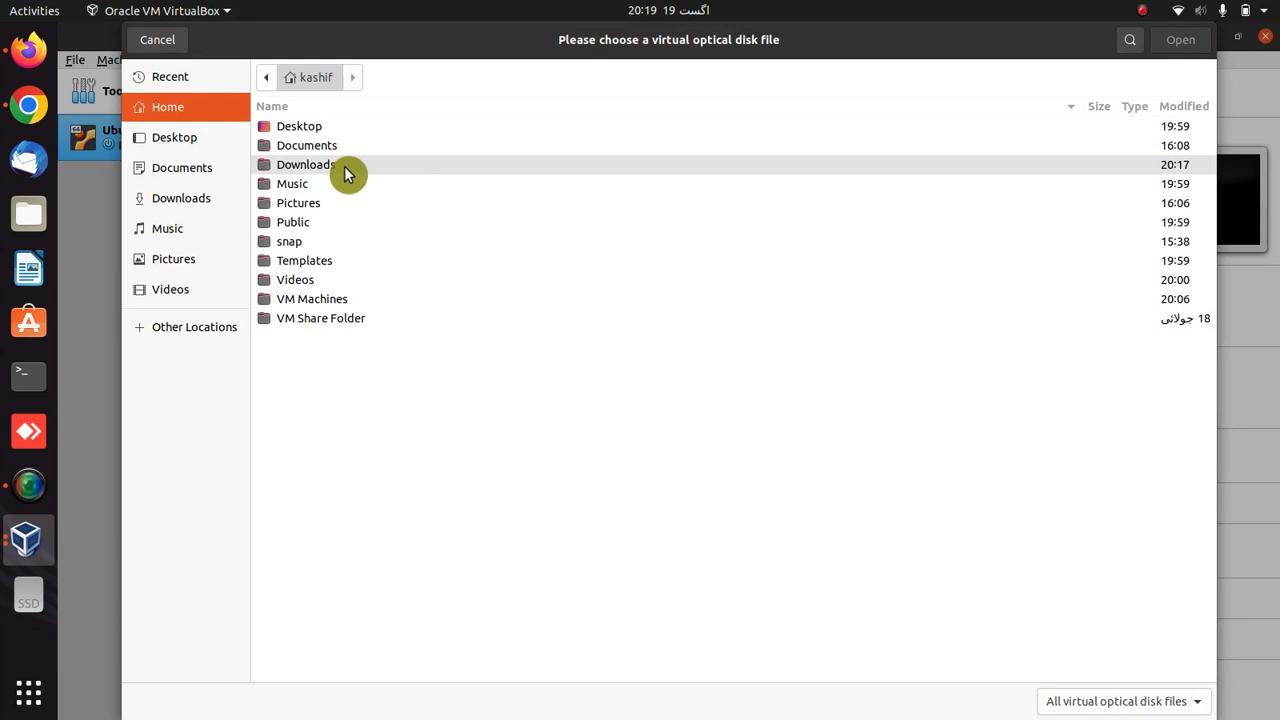 Activities
Oracle VM VirtualBox
20:19 19 اگست
Cancel
Please choose a virtual optical disk file
Open
File
Mac
Too
Ubu
Recent
Home
Desktop
Documents
Downloads
Music
Pictures
Videos
+ Other Locations
kashif
Name Size Type Modified
Desktop 19:59
Documents 16:08
Downloads 20:17
Music 19:59
Pictures 16:06
Public 19:59
snap 15:38
Templates 19:59
Videos 20:00
VM Machines 20:06
VM Share Folder 18 جولائی
SSD
All virtual optical disk files